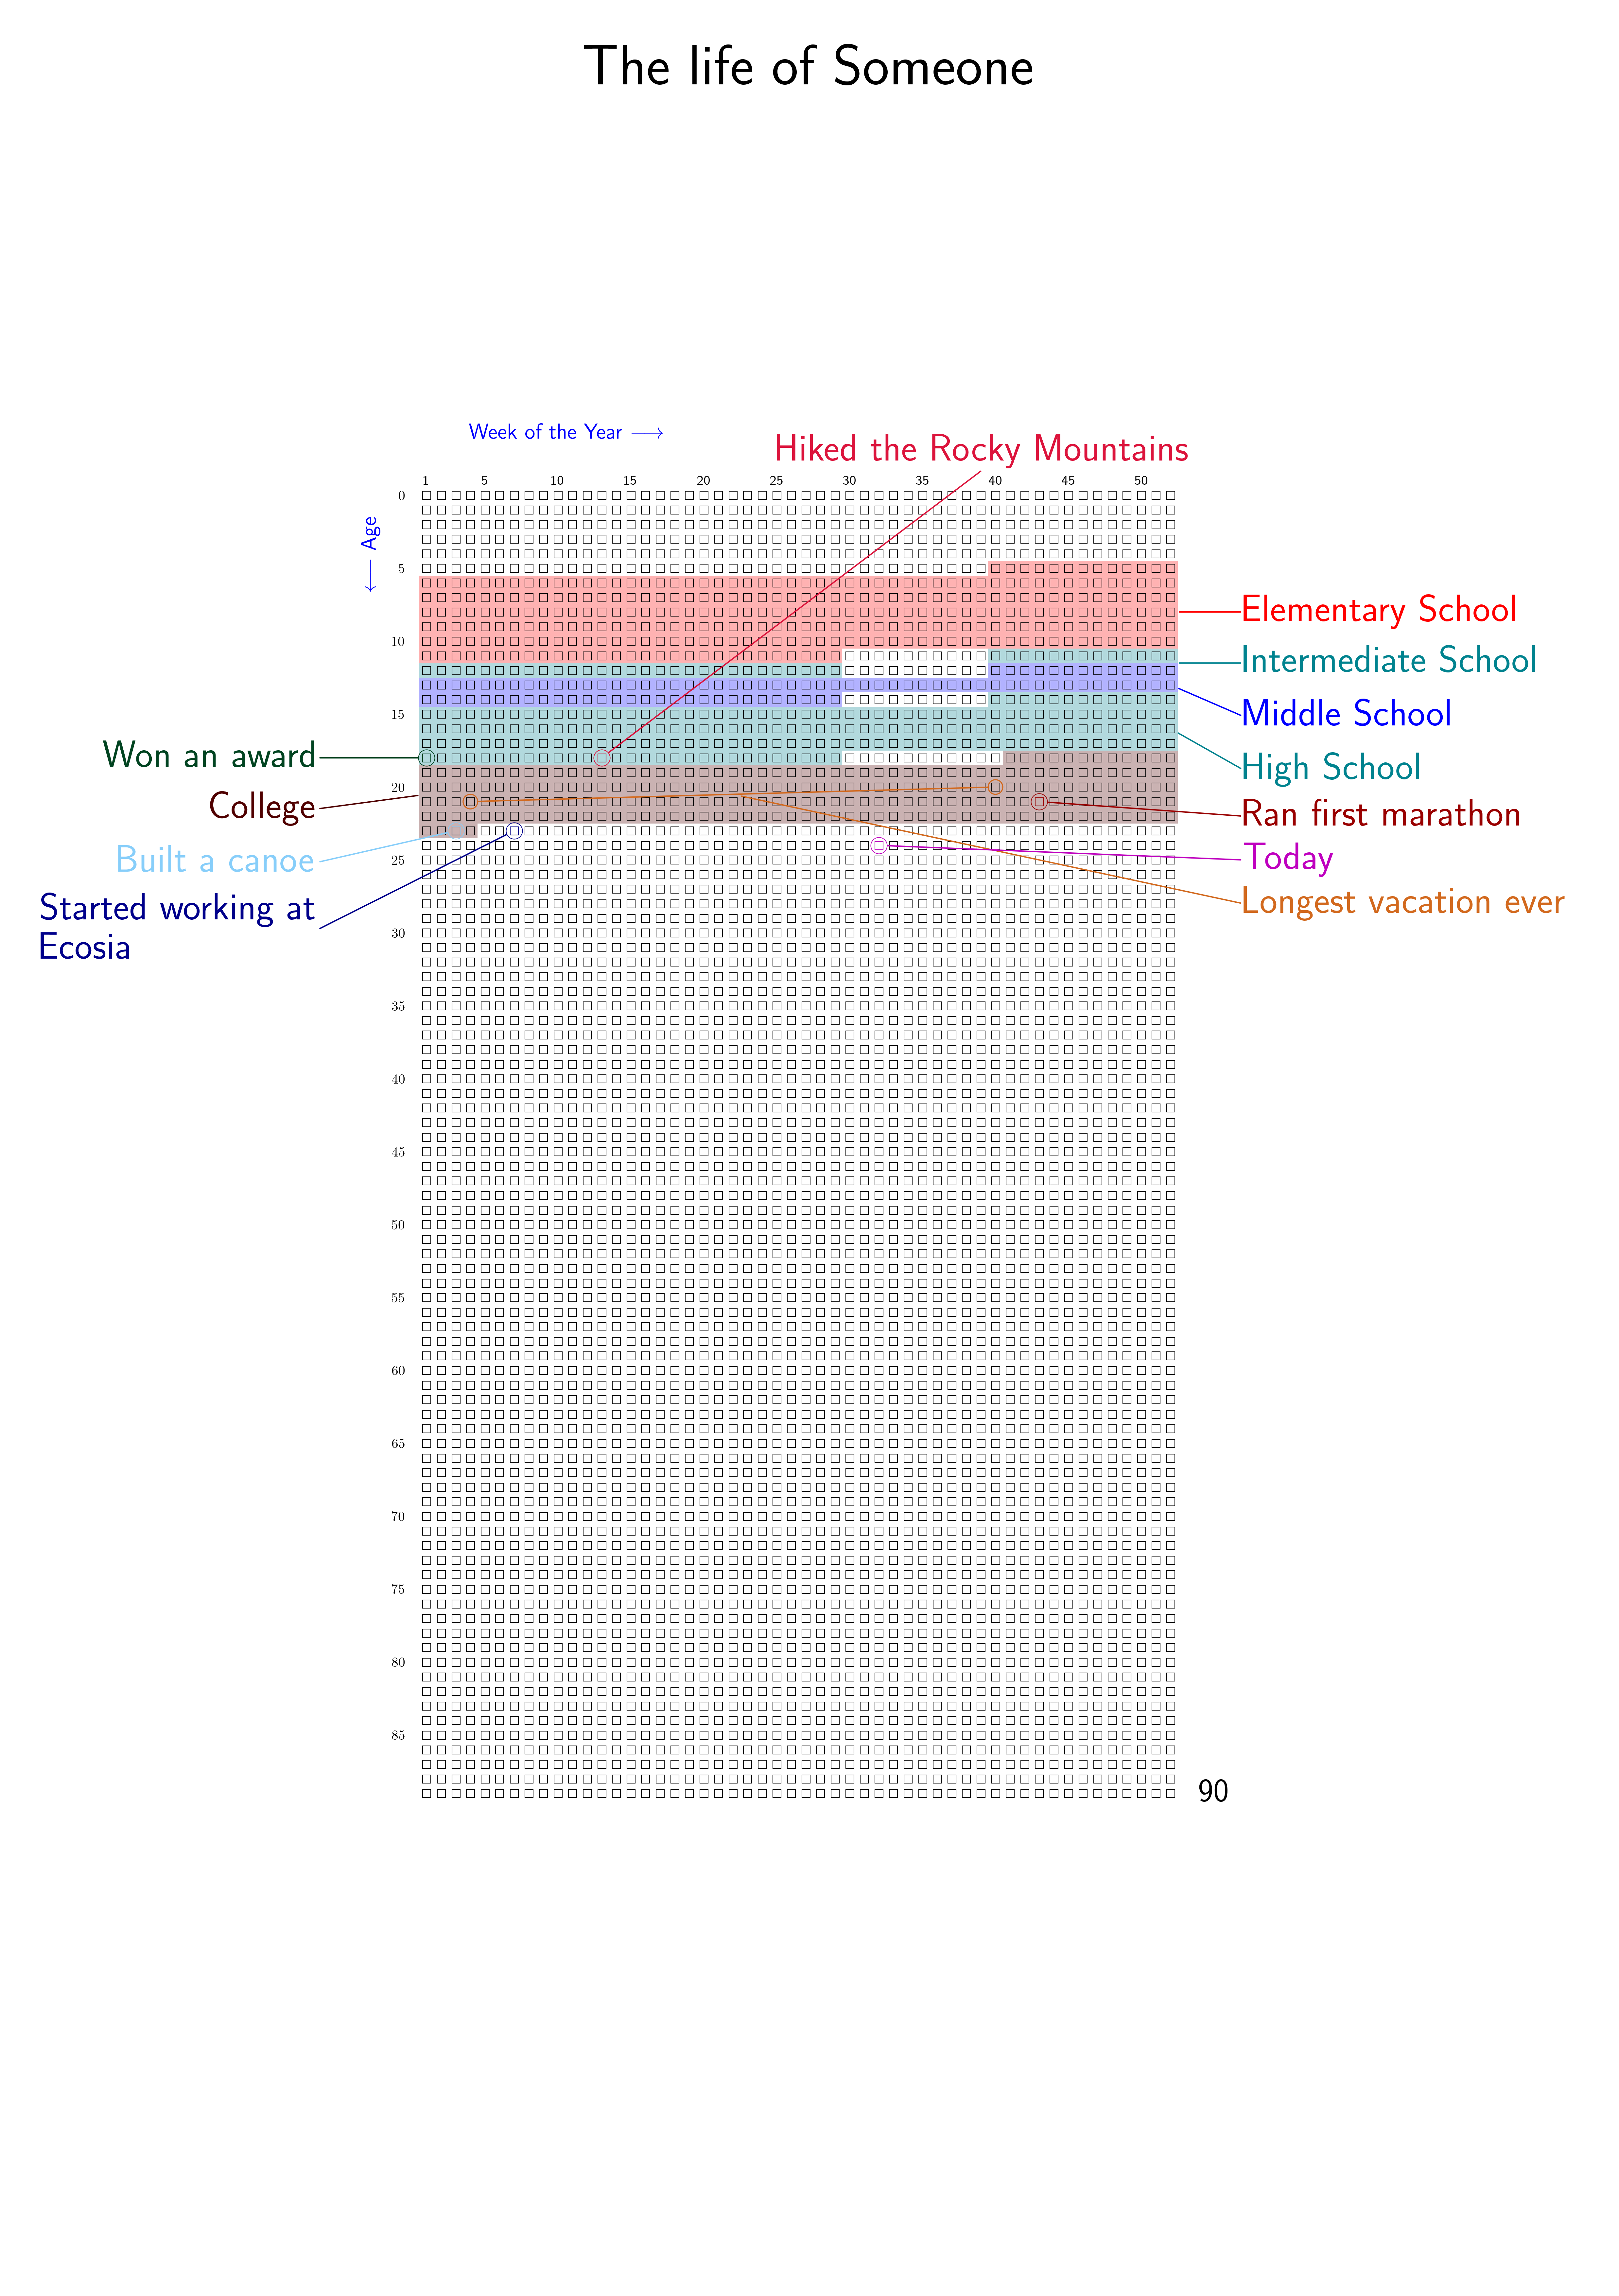 The life of Someone
Week of the Year ⟶
Hiked the Rocky Mountains
1 5 10 15 20 25 30 35 40 45 50
0
⟵ Age
5
Elementary School
10
Intermediate School
Middle School
15
Won an award
High School
20
College
Ran first marathon
Built a canoe
Today
25
Longest vacation ever
Started working at
Ecosia
30
35
40
45
50
55
60
65
70
75
80
85
90